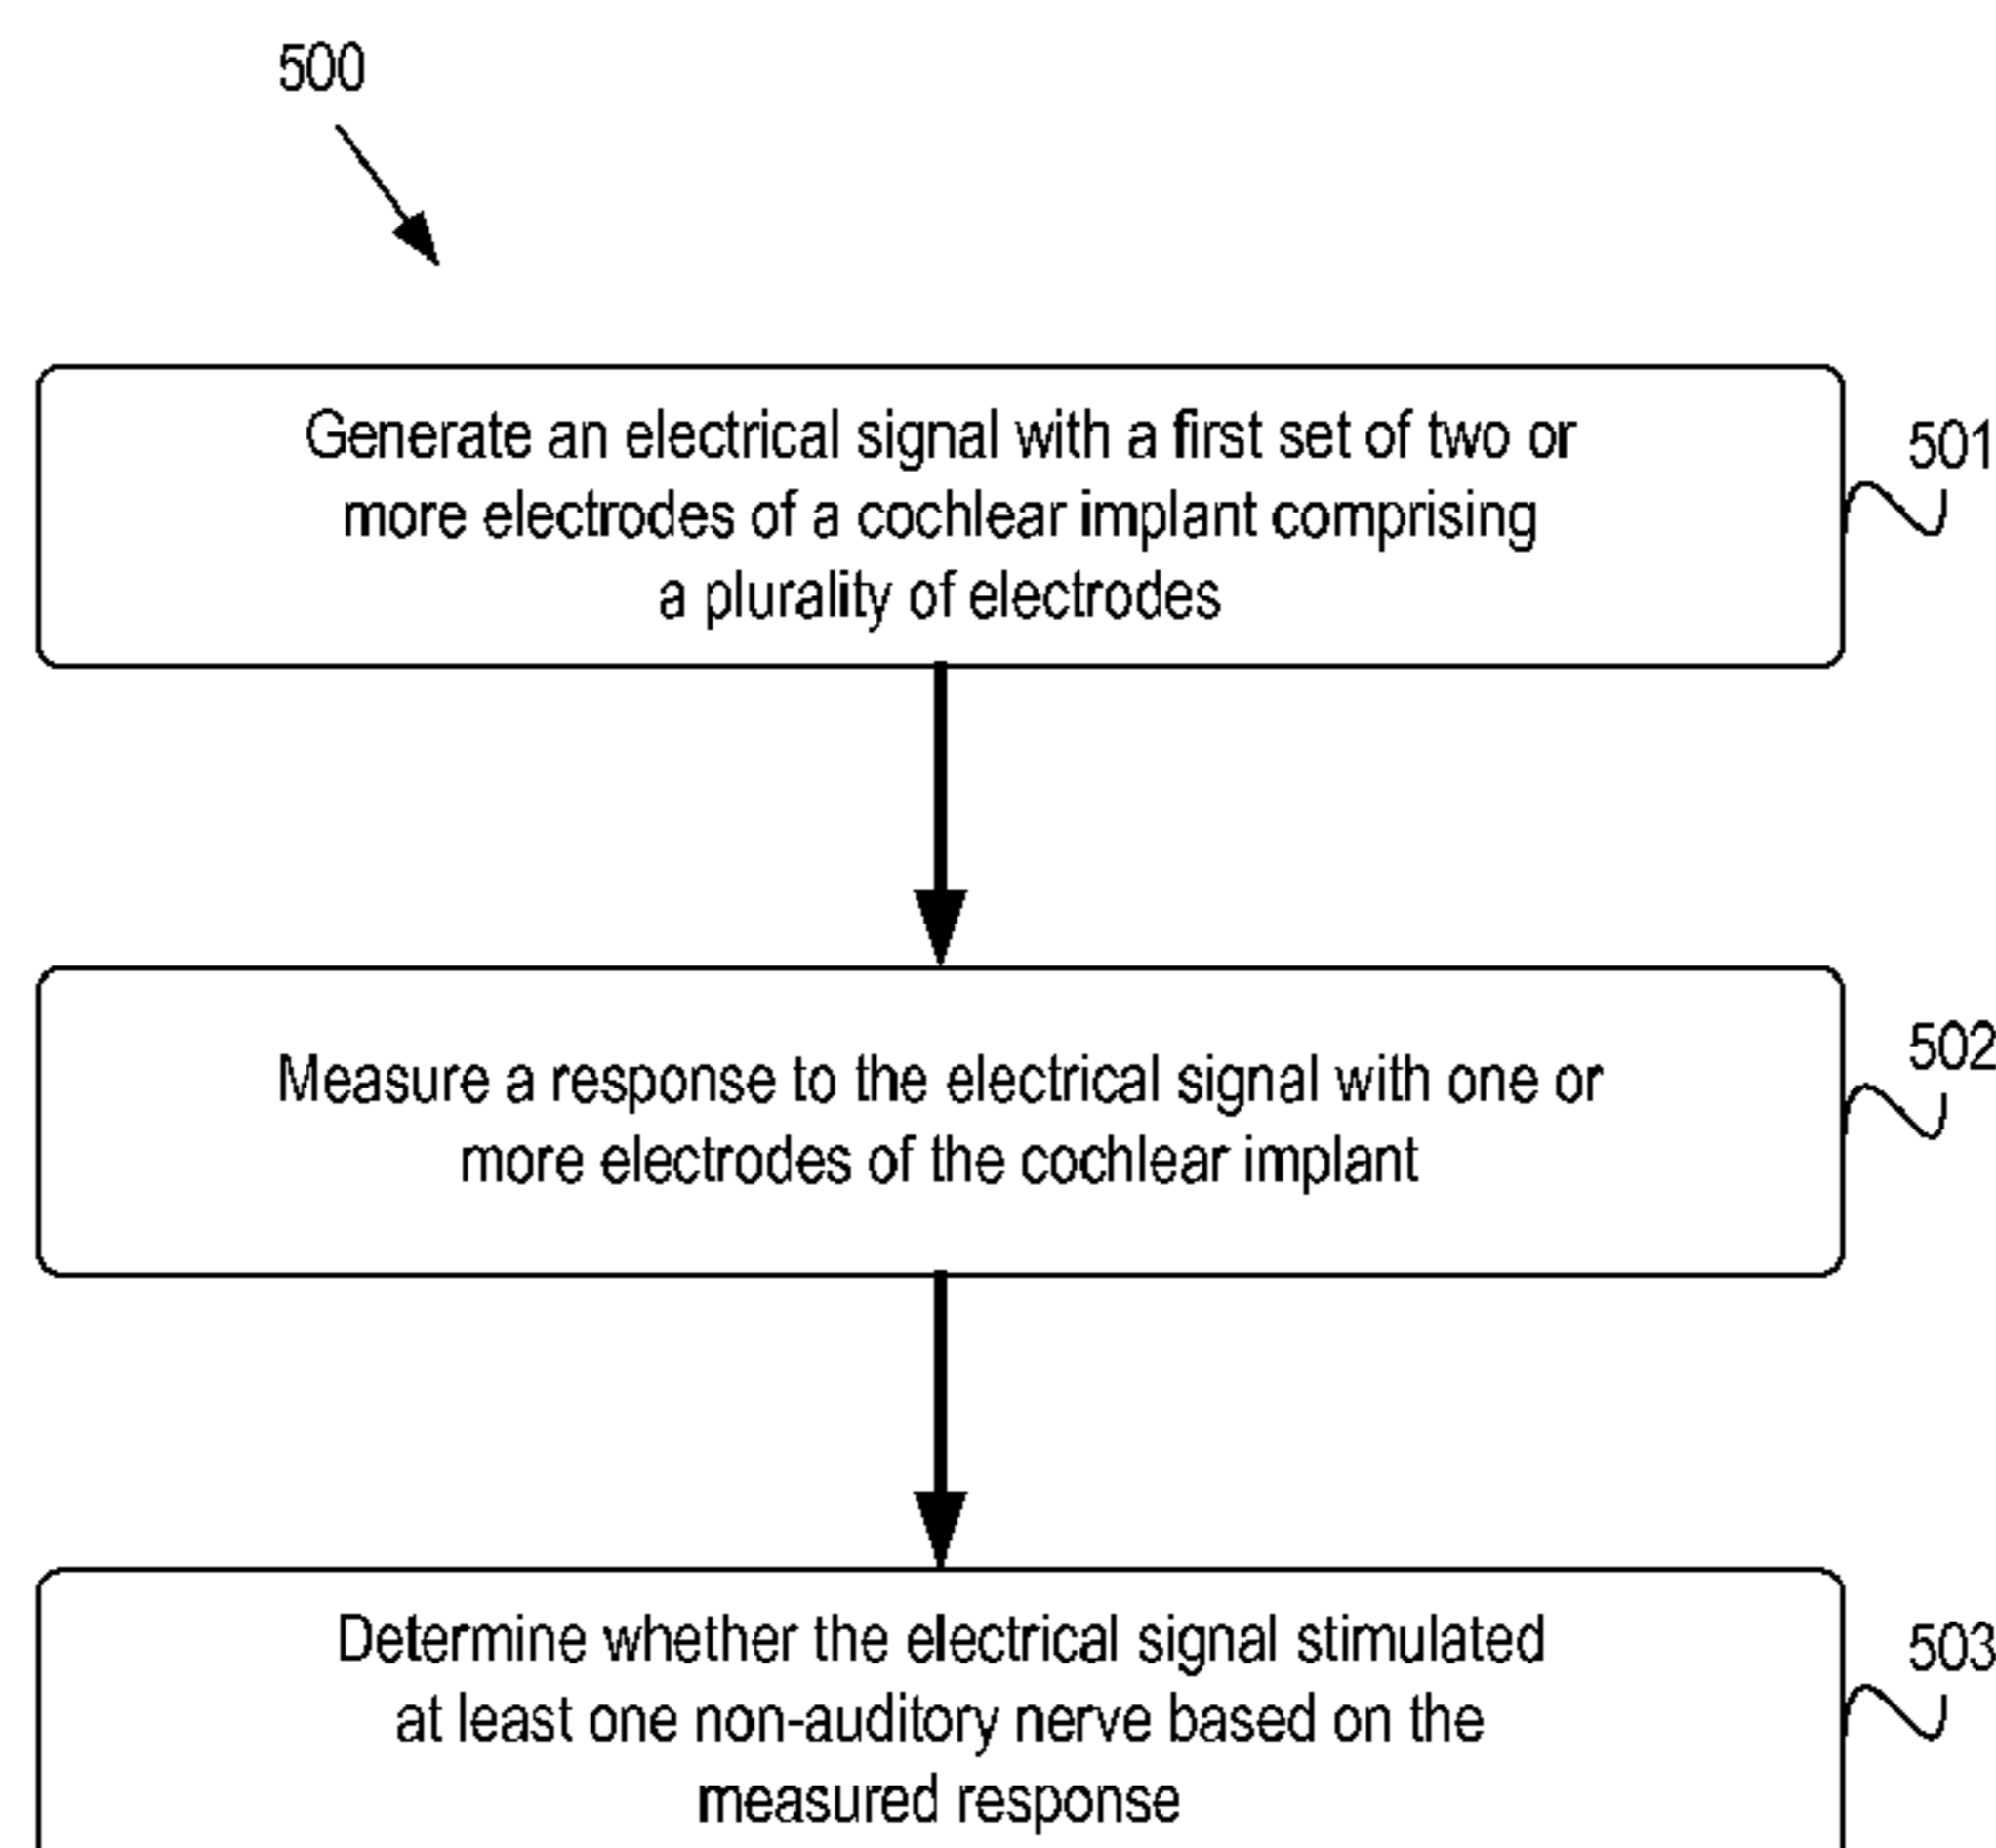 500
Generate an electrical signal with a first set of two or
more electrodes of a cochlear implant comprising
a plurality of electrodes
501
Measure a response to the electrical signal with one or
more electrodes of the cochlear implant
502
Determine whether the electrical signal stimulated
at least one non-auditory nerve based on the
measured response
503